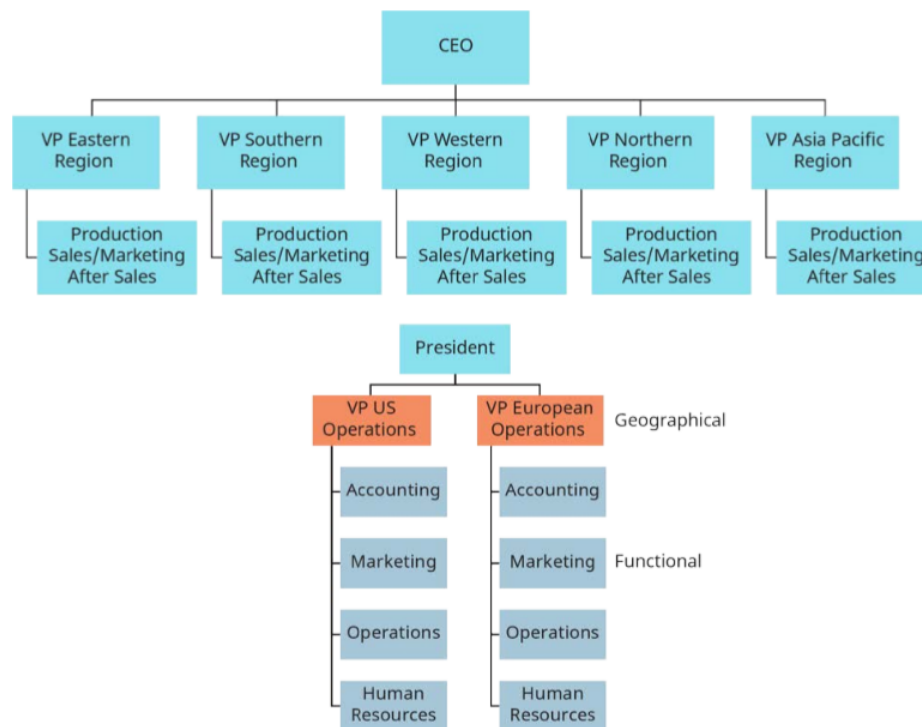 CEO
VP Eastern
Region
VP Southern
Region
VP Western
Region
VP Northern
Region
VP Asia Pacific
Region
Production
Sales/Marketing
After Sales
Production
Sales/Marketing
After Sales
Production
Sales/Marketing
After Sales
Production
Sales/Marketing
After Sales
Production
Sales/Marketing
After Sales
President
VP US
Operations
VP European
Operations
Geographical
Accounting
Accounting
Marketing
Marketing
Functional
Operations
Operations
Human
Resources
Human
Resources